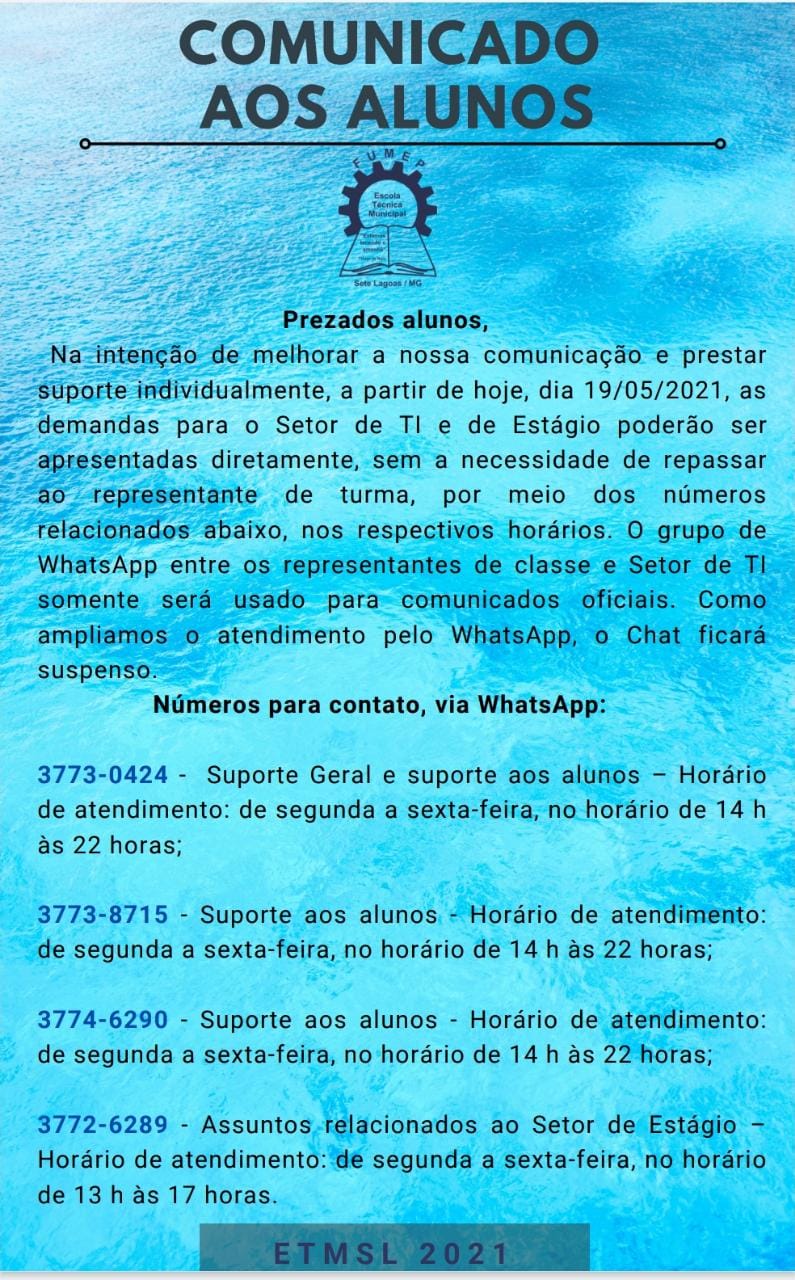 COMUNICADO
AOS ALUNOS
FUMEP
Escola
Técnica
Municipal
Sete Lagoas / MG
Prezados alunos,
Na intenção de melhorar a nossa comunicação e prestar
suporte individualmente, a partir de hoje, dia 19/05/2021, as
demandas para o Setor de TI e de Estágio poderão ser
apresentadas diretamente, sem a necessidade de repassar
ao representante de turma, por meio dos números
relacionados abaixo, nos respectivos horários. O grupo de
WhatsApp entre os representantes de classe e Setor de TI
somente será usado para comunicados oficiais. Como
ampliamos o atendimento pelo WhatsApp, o Chat ficará
suspenso.
Números para contato, via WhatsApp:
3773-0424 - Suporte Geral e suporte aos alunos – Horário
de atendimento: de segunda a sexta-feira, no horário de 14 h
às 22 horas;
3773-8715 - Suporte aos alunos - Horário de atendimento:
de segunda a sexta-feira, no horário de 14 h às 22 horas;
3774-6290 - Suporte aos alunos - Horário de atendimento:
de segunda a sexta-feira, no horário de 14 h às 22 horas;
3772-6289 - Assuntos relacionados ao Setor de Estágio –
Horário de atendimento: de segunda a sexta-feira, no horário
de 13 h às 17 horas.
ETMSL 2021